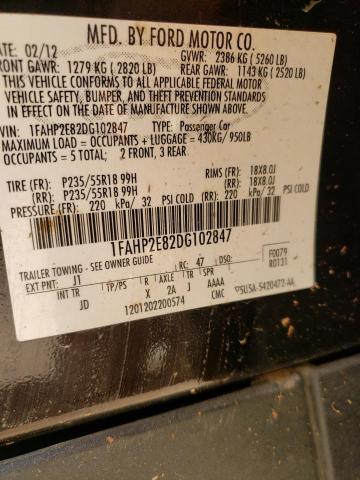 MFD. BY FORD MOTOR CO.
02/12
GVWR: 2386 KG (5260 LB)
FRONT GAWR: 1279 KG (2820 LB)
REAR GAWR: 1143 KG (2520 LB)
THIS VEHICLE CONFORMS TO ALL APPLICABLE FEDERAL MOTOR
VEHICLE SAFETY, BUMPER, AND THEFT PREVENTION STANDARDS
IN EFFECT ON THE DATE OF MANUFACTURE SHOWN ABOVE.
VIN: 1FAHP2E82DG102847
TYPE: Passenger Car
MAXIMUM LOAD = OCCUPANTS + LUGGAGE = 430KG/950LB
OCCUPANTS = 5 TOTAL; 2 FRONT, 3 REAR
TIRE (FR): P235/55R18 99H RIMS (FR): 18X8.0J
(RR): P235/55R18 99H (RR): 18X8.0J
PRESSURE: (FR): 220 kPa/ 32 PSI COLD (RR): 220 kPa/ 32 PSI COLD
1FAHP2E82DG102847
TRAILER TOWING - SEE OWNER GUIDE
F0079
R0131
EXT PNT: J1 RC: 47 DSO:
INT TR TP/PS R AXLE TR SPR
JD X 2A J AAAA
1201202200574 CMC
5U5A-5420472-AA